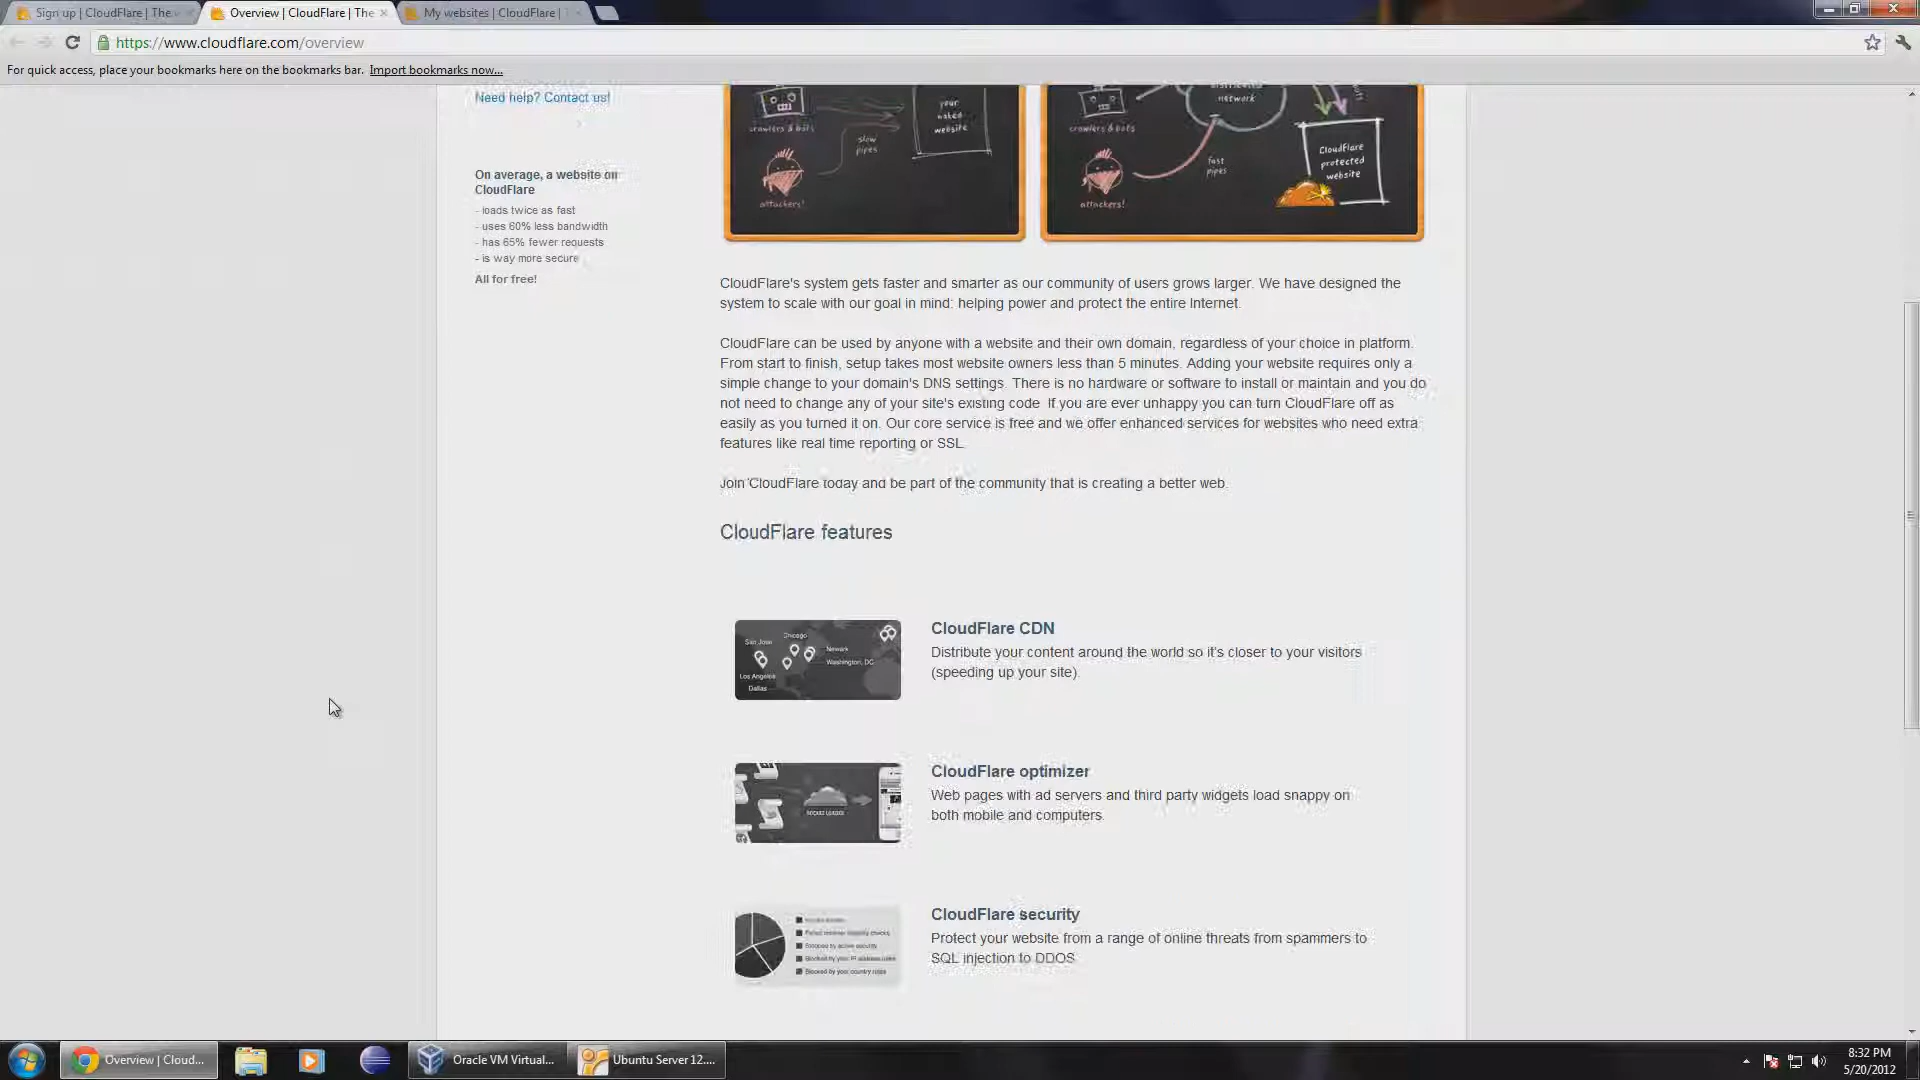 Sign up | CloudFlare | The
Overview | CloudFlare | The
My websites | CloudFlare |
https://www.cloudflare.com/overview
For quick access, place your bookmarks here on the bookmarks bar. Import bookmarks now...
Need help? Contact us!
On average, a website on
CloudFlare
- loads twice as fast
- uses 60% less bandwidth
- has 65% fewer requests
- is way more secure
All for free!
crawlers & bots
slow
pipes
your
naked
website
attackers!
crawlers & bots
network
fast
pipes
CloudFlare
protected
website
attackers!
CloudFlare's system gets faster and smarter as our community of users grows larger. We have designed the
system to scale with our goal in mind: helping power and protect the entire Internet.
CloudFlare can be used by anyone with a website and their own domain, regardless of your choice in platform.
From start to finish, setup takes most website owners less than 5 minutes. Adding your website requires only a
simple change to your domain's DNS settings. There is no hardware or software to install or maintain and you do
not need to change any of your site's existing code. If you are ever unhappy you can turn CloudFlare off as
easily as you turned it on. Our core service is free and we offer enhanced services for websites who need extra
features like real time reporting or SSL.
Join CloudFlare today and be part of the community that is creating a better web.
CloudFlare features
San Jose
Chicago
Newark
Washington, DC
Los Angeles
Dallas
CloudFlare CDN
Distribute your content around the world so it's closer to your visitors
(speeding up your site).
CloudFlare optimizer
Web pages with ad servers and third party widgets load snappy on
both mobile and computers.
Stopped by active security
Blocked by your IP address rules
Blocked by your country rules
CloudFlare security
Protect your website from a range of online threats from spammers to
SQL injection to DDOS.
Overview | Cloud...
Oracle VM Virtual...
Ubuntu Server 12....
8:32 PM
5/20/2012